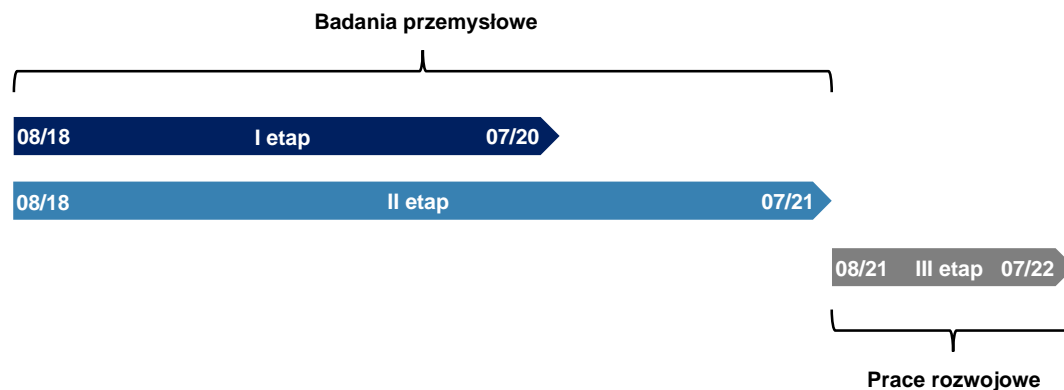 Badania przemysłowe
08/18 I etap 07/20
08/18 II etap 07/21
08/21 III etap 07/22
Prace rozwojowe